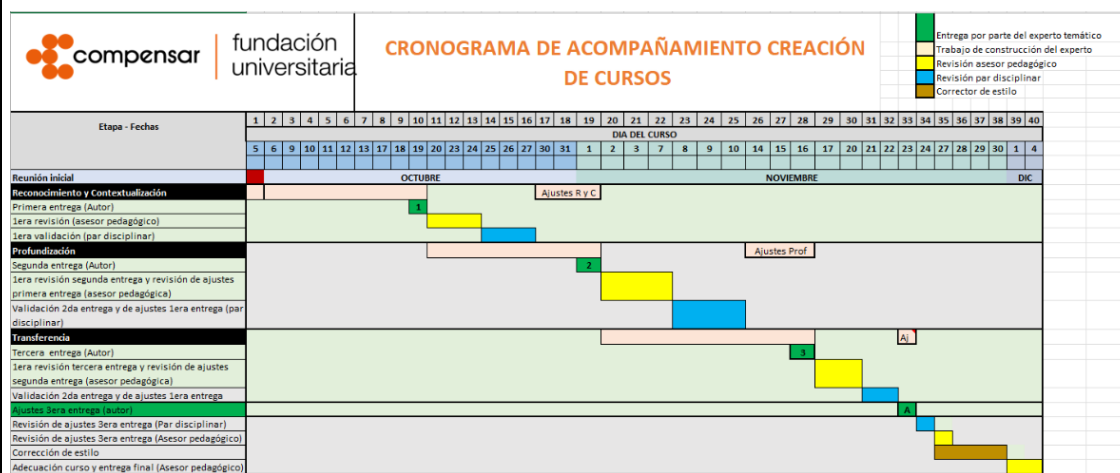 compensar
fundación
universitaria
CRONOGRAMA DE ACOMPAÑAMIENTO CREACIÓN
DE CURSOS
Entrega por parte del experto temático
Trabajo de construcción del experto
Revisión asesor pedagógico
Revisión par disciplinar
Corrector de estilo
Etapa - Fechas
1 2 3 4 5 6 7 8 9 10 11 12 13 14 15 16 17 18 19 20 21 22 23 24 25 26 27 28 29 30 31 32 33 34 35 36 37 38 39 40
DIA DEL CURSO
5 6 9 10 11 12 13 17 18 19 20 23 24 25 26 27 30 31 1 2 3 7 8 9 10 14 15 16 17 20 21 22 23 24 27 28 29 30 1 4
Reunión inicial
OCTUBRE
NOVIEMBRE
DIC
Reconocimiento y Contextualización
Ajustes R y C
Primera entrega (Autor)
1
1era revisión (asesor pedagógico)
1era validación (par disciplinar)
Profundización
Ajustes Prof
Segunda entrega (Autor)
2
1era revisión segunda entrega y revisión de ajustes
primera entrega (asesor pedagógica)
Validación 2da entrega y de ajustes 1era entrega (par
disciplinar)
Transferencia
Aj
Tercera entrega (Autor)
3
1era revisión tercera entrega y revisión de ajustes
segunda entrega (asesor pedagógica)
Validación 2da entrega y de ajustes 1era entrega
Ajustes 3era entrega (autor)
A
Revisión de ajustes 3era entrega (Par disciplinar)
Revisión de ajustes 3era entrega (Asesor pedagógico)
Corrección de estilo
Adecuación curso y entrega final (Asesor pedagógico)